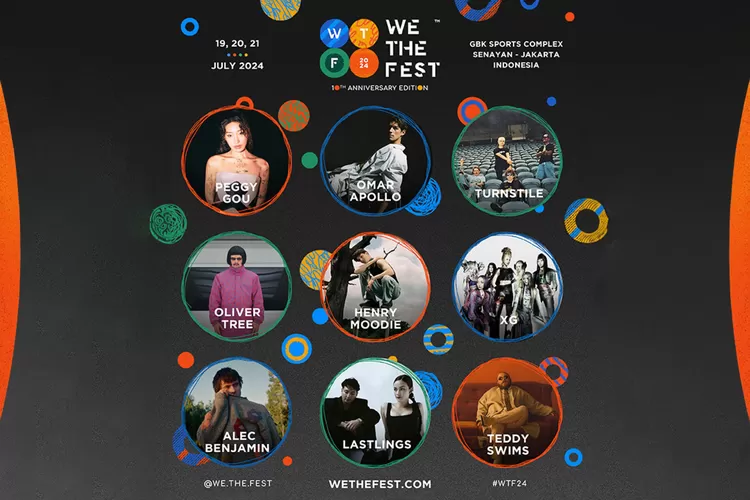 19, 20, 21
JULY 2024
W T
F 20
24
WE
THE
FEST
TM
10TH ANNIVERSARY EDITION
GBK SPORTS COMPLEX
SENAYAN - JAKARTA
INDONESIA
PEGGY
GOU
OMAR
APOLLO
TURNSTILE
OLIVER
TREE
HENRY
MOODIE
XG
ALEC
BENJAMIN
LASTLINGS
TEDDY
SWIMS
@WE.THE.FEST
WETHEFEST.COM
#WTF24